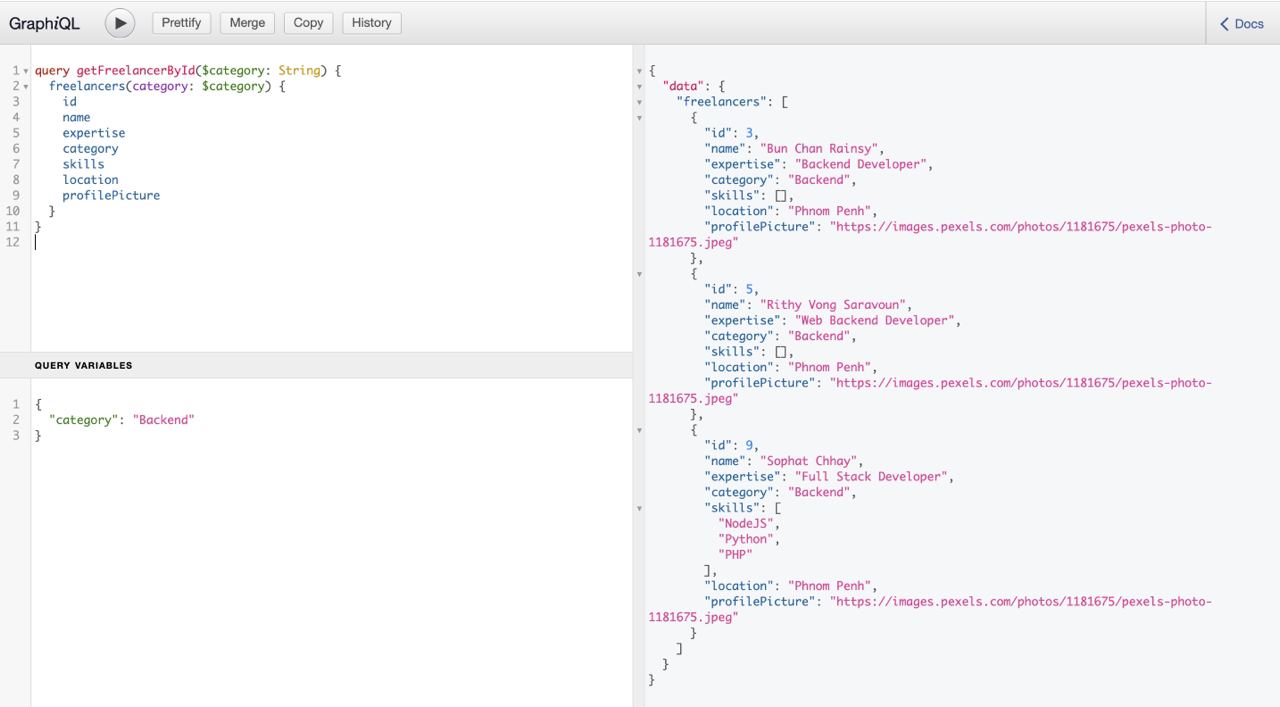 GraphiQL Prettify Merge Copy History Docs
1 query getFreelancerById($category: String) {
2 freelancers(category: $category) {
3 id
4 name
5 expertise
6 category
7 skills
8 location
9 profilePicture
10 }
11 }
12
QUERY VARIABLES
1 {
2 "category": "Backend"
3 }
{
"data": {
"freelancers": [
{
"id": 3,
"name": "Bun Chan Rainsy",
"expertise": "Backend Developer",
"category": "Backend",
"skills": [],
"location": "Phnom Penh",
"profilePicture": "https://images.pexels.com/photos/1181675/pexels-photo-
1181675.jpeg"
},
{
"id": 5,
"name": "Rithy Vong Saravoun",
"expertise": "Web Backend Developer",
"category": "Backend",
"skills": [],
"location": "Phnom Penh",
"profilePicture": "https://images.pexels.com/photos/1181675/pexels-photo-
1181675.jpeg"
},
{
"id": 9,
"name": "Sophat Chhay",
"expertise": "Full Stack Developer",
"category": "Backend",
"skills": [
"NodeJS",
"Python",
"PHP"
],
"location": "Phnom Penh",
"profilePicture": "https://images.pexels.com/photos/1181675/pexels-photo-
1181675.jpeg"
}
]
}
}